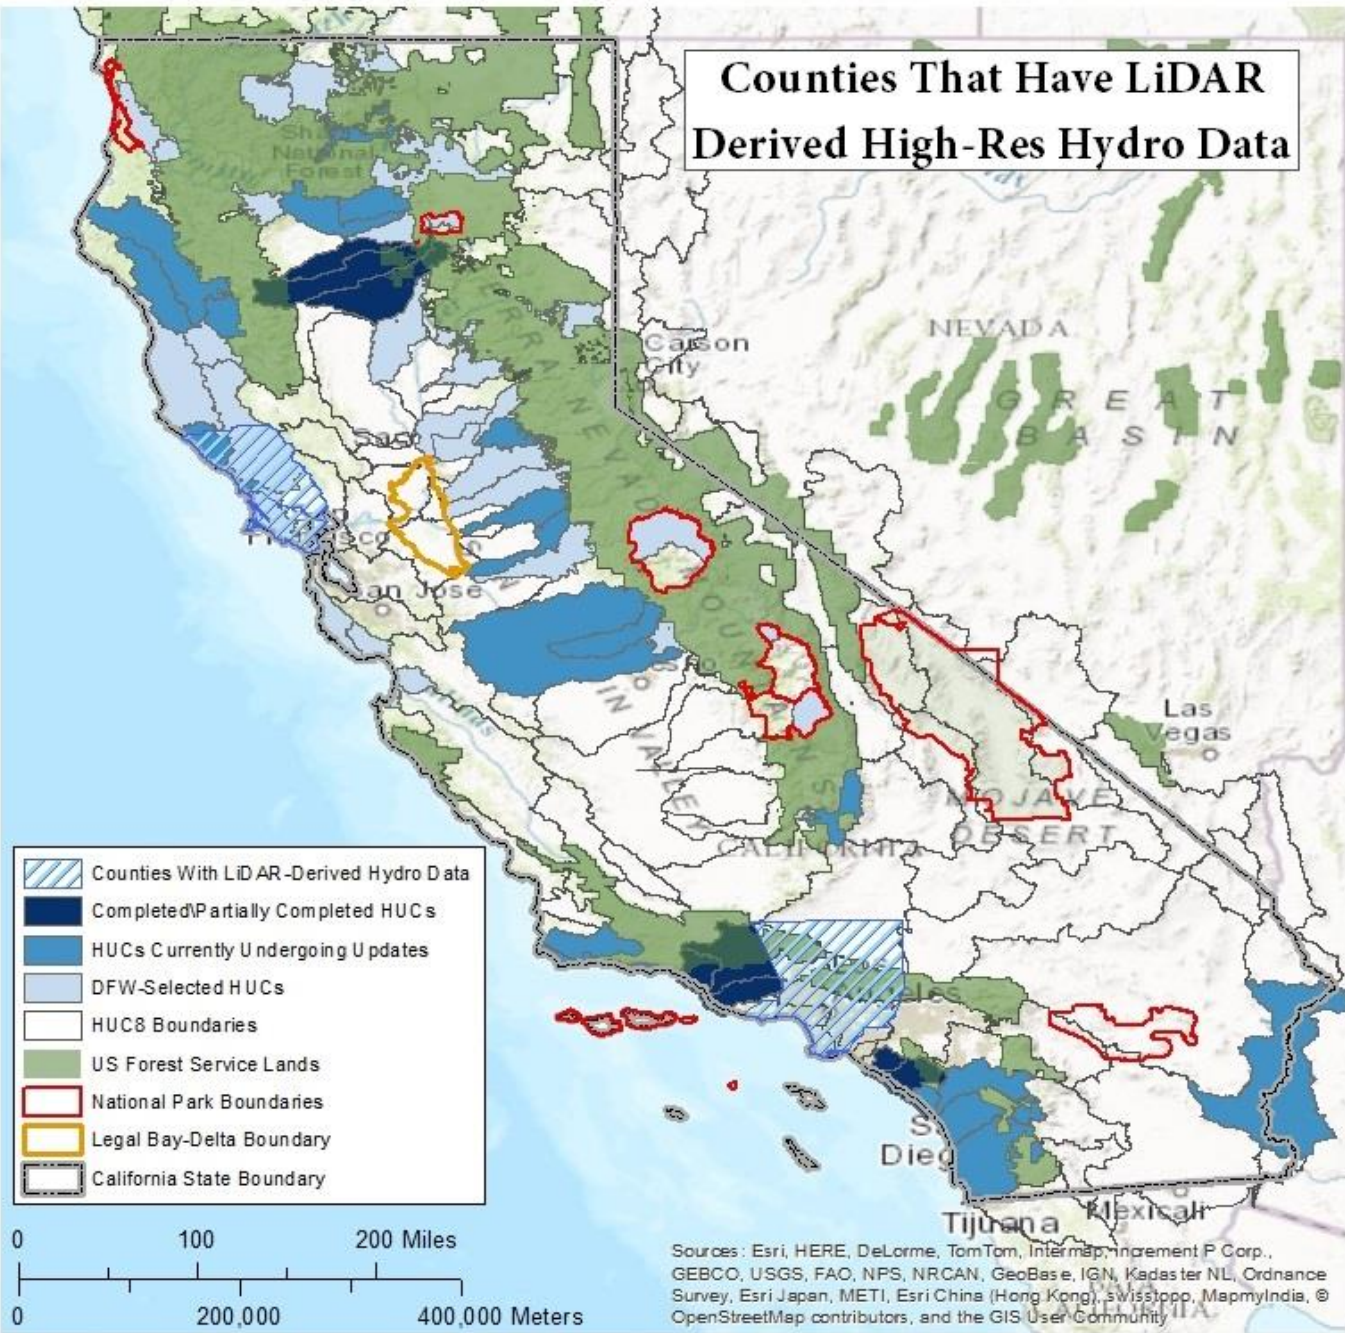 Counties That Have LiDAR
Derived High-Res Hydro Data
National
Forest
NEVADA
Carson
City
GREAT
BASIN
San Jose
Las
Vegas
MOJAVE
DESERT
CALIFORNIA
Counties With LiDAR-Derived Hydro Data
Completed\Partially Completed HUCs
HUCs Currently Undergoing Updates
DFW-Selected HUCs
HUC8 Boundaries
US Forest Service Lands
National Park Boundaries
Legal Bay-Delta Boundary
California State Boundary
Tijuana
Mexicali
0 100 200 Miles
0 200,000 400,000 Meters
Sources: Esri, HERE, DeLorme, TomTom, Intermap, increment P Corp.,
GEBCO, USGS, FAO, NPS, NRCAN, GeoBase, IGN, Kadaster NL, Ordnance
Survey, Esri Japan, METI, Esri China (Hong Kong), swisstopo, MapmyIndia, ©
OpenStreetMap contributors, and the GIS User Community